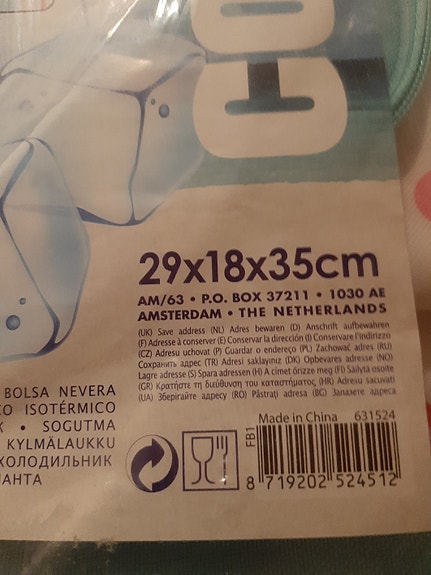 CO
29x18x35cm
AM/63 • P.O. BOX 37211 • 1030 AE
AMSTERDAM • THE NETHERLANDS
(UK) Save address (NL) Adres bewaren (D) Anschrift aufbewahren
(F) Adresse à conserver (E) Conservar la dirección (I) Conservare l'indirizzo
(CZ) Adresu uchovat (P) Guardar o endereço (PL) Zachować adres (RU)
Сохранить адрес (TR) Adresi saklayınız (DK) Opbevares adresse (NO)
Lagre adresse (S) Spara adressen (H) A címet őrizze meg (FI) Säilytä osoite
(GR) Κρατήστε τη διεύθυνση του καταστήματος (HR) Adresu sacuvati
(UA) Зберігайте адресу (RO) Păstrați adresa (BG) Запазете адреса
BOLSA NEVERA
CO ISOTÉRMICO
K • SOGUTMA
KYLMÄLAUKKU
ХОЛОДИЛЬНИК
ЧАНТА
Made in China 631524
FB1
8 719202 524512